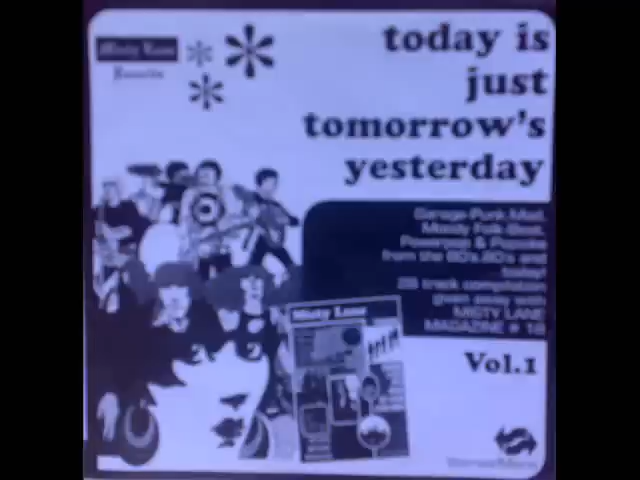 Misty Lane
Records
today is
just
tomorrow's
yesterday
Garage-Punk, Mod,
Moody Folk-Beat,
Powerpop & Popsike
from the 60's, 80's and
today!
28 track compilation
given away with
MISTY LANE
MAGAZINE # 18
Misty Lane
Vol.1